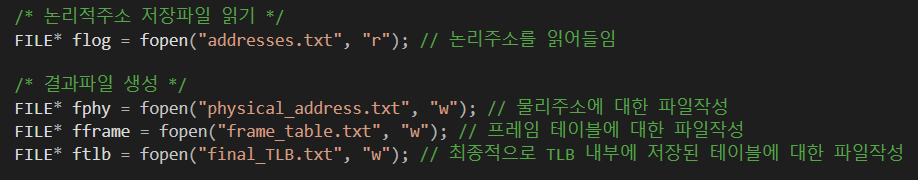 /* 논리적주소 저장파일 읽기 */
FILE* flog = fopen("addresses.txt", "r"); // 논리주소를 읽어들임
/* 결과파일 생성 */
FILE* fphy = fopen("physical_address.txt", "w"); // 물리주소에 대한 파일작성
FILE* fframe = fopen("frame_table.txt", "w"); // 프레임 테이블에 대한 파일작성
FILE* ftlb = fopen("final_TLB.txt", "w"); // 최종적으로 TLB 내부에 저장된 테이블에 대한 파일작성